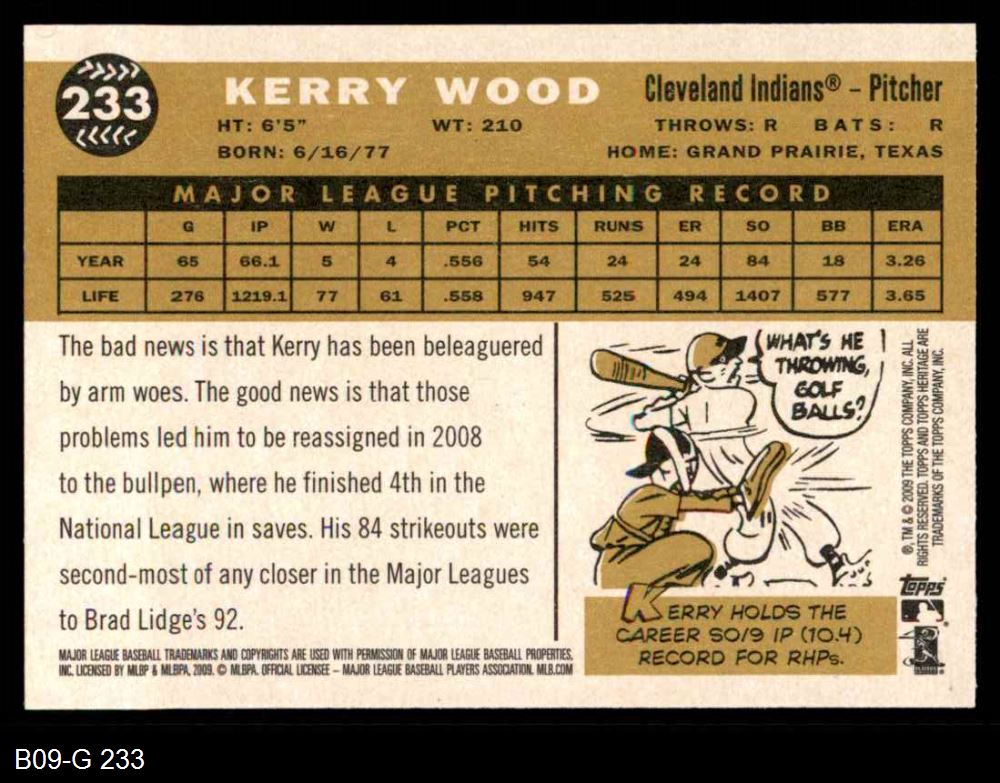 233
KERRY WOOD
Cleveland Indians® – Pitcher
HT: 6'5" WT: 210 THROWS: R BATS: R
BORN: 6/16/77 HOME: GRAND PRAIRIE, TEXAS
MAJOR LEAGUE PITCHING RECORD
G IP W L PCT HITS RUNS ER SO BB ERA
YEAR 65 66.1 5 4 .556 54 24 24 84 18 3.26
LIFE 276 1219.1 77 61 .558 947 525 494 1407 577 3.65
The bad news is that Kerry has been beleaguered
by arm woes. The good news is that those
problems led him to be reassigned in 2008
to the bullpen, where he finished 4th in the
National League in saves. His 84 strikeouts were
second-most of any closer in the Major Leagues
to Brad Lidge's 92.
MAJOR LEAGUE BASEBALL TRADEMARKS AND COPYRIGHTS ARE USED WITH PERMISSION OF MAJOR LEAGUE BASEBALL PROPERTIES,
INC. LICENSED BY MLBP & MLBPA, 2009. © MLBPA. OFFICIAL LICENSEE – MAJOR LEAGUE BASEBALL PLAYERS ASSOCIATION. MLB.COM
WHAT'S HE
THROWING,
GOLF
BALLS?
KERRY HOLDS THE
CAREER SO/9 IP (10.4)
RECORD FOR RHPs.
®, TM & © 2009 THE TOPPS COMPANY, INC. ALL
RIGHTS RESERVED. TOPPS AND TOPPS HERITAGE ARE
TRADEMARKS OF THE TOPPS COMPANY, INC.
topps
B09-G 233